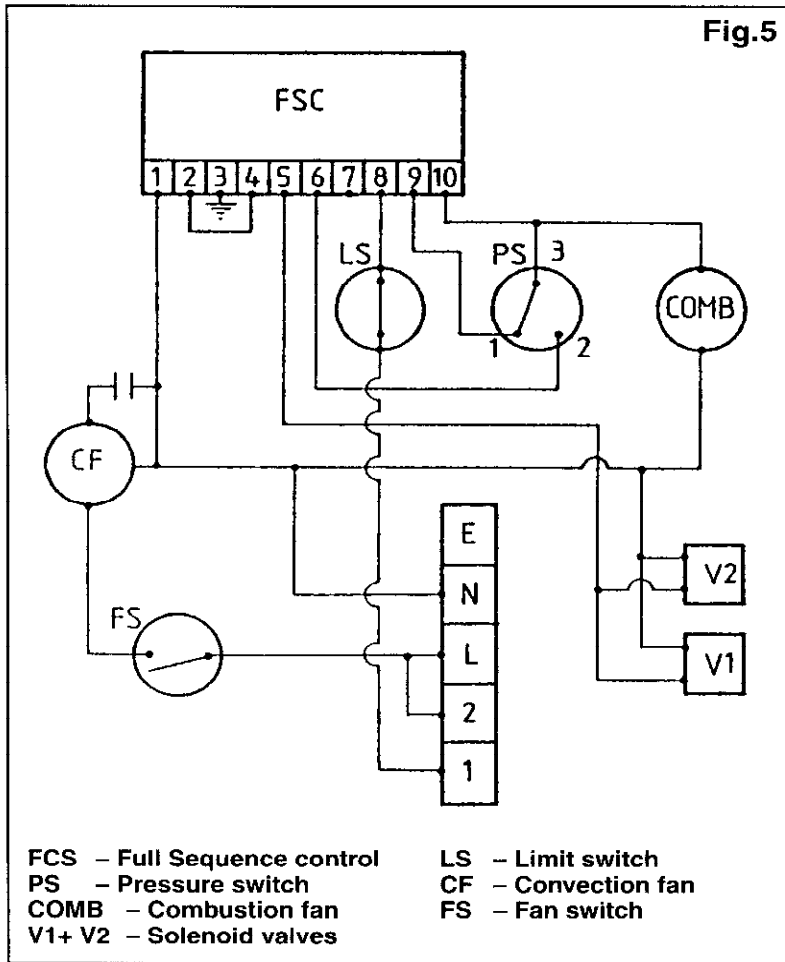 Fig.5
FSC
1 2 3 4 5 6 7 8 9 10
LS
PS 3
COMB
1 2
CF
E
N
V2
FS
L
V1
2
1
FCS – Full Sequence control
PS – Pressure switch
COMB – Combustion fan
V1+ V2 – Solenoid valves
LS – Limit switch
CF – Convection fan
FS – Fan switch